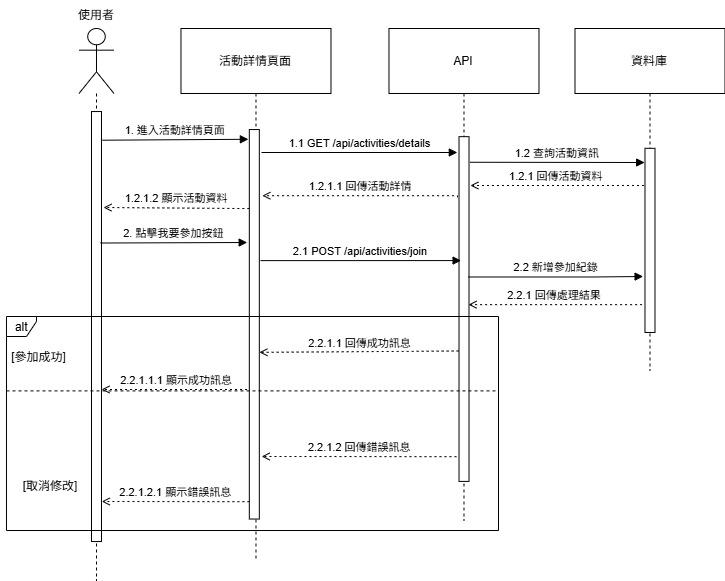 使用者
活動詳情頁面
API
資料庫
1. 進入活動詳情頁面
1.1 GET /api/activities/details
1.2 查詢活動資訊
1.2.1 回傳活動資料
1.2.1.1 回傳活動詳情
1.2.1.2 顯示活動資料
2. 點擊我要參加按鈕
2.1 POST /api/activities/join
2.2 新增參加紀錄
2.2.1 回傳處理結果
alt
[參加成功]
2.2.1.1 回傳成功訊息
2.2.1.1.1 顯示成功訊息
2.2.1.2 回傳錯誤訊息
[取消修改]
2.2.1.2.1 顯示錯誤訊息